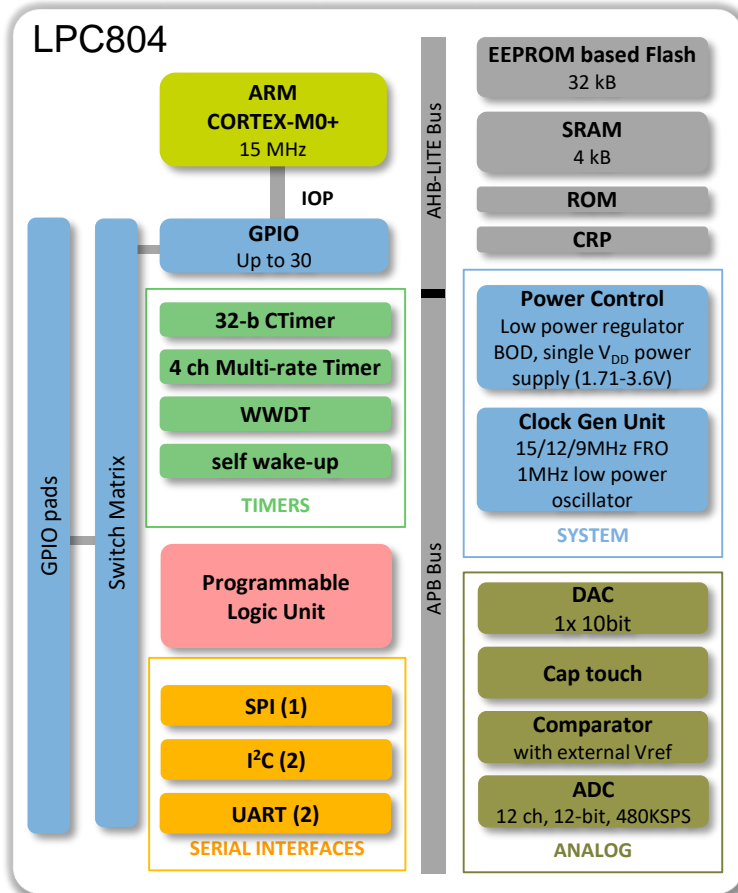 LPC804
ARM
CORTEX-M0+
15 MHz
IOP
GPIO
Up to 30
GPIO pads
Switch Matrix
32-b CTimer
4 ch Multi-rate Timer
WWDT
self wake-up
TIMERS
Programmable
Logic Unit
SPI (1)
I²C (2)
UART (2)
SERIAL INTERFACES
AHB-LITE Bus
APB Bus
EEPROM based Flash
32 kB
SRAM
4 kB
ROM
CRP
Power Control
Low power regulator
BOD, single VDD power
supply (1.71-3.6V)
Clock Gen Unit
15/12/9MHz FRO
1MHz low power
oscillator
SYSTEM
DAC
1x 10bit
Cap touch
Comparator
with external Vref
ADC
12 ch, 12-bit, 480KSPS
ANALOG